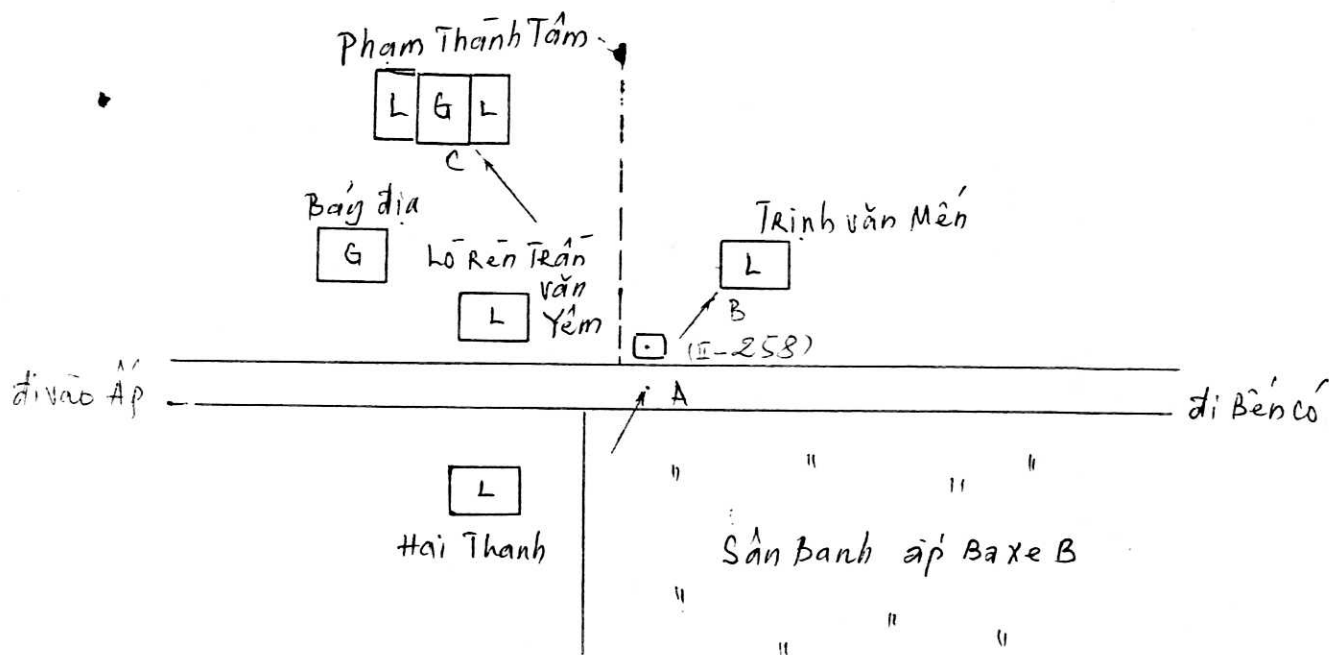 Phạm Thành Tâm
L G L
C
Bảy địa
G
Lò Rèn Trần
văn
Yêm
L
Trịnh văn Mến
L
B
(II-258)
đi vào Ấp
A
đi Bến có
L
Hai Thanh
Sân Banh ấp Ba xe B